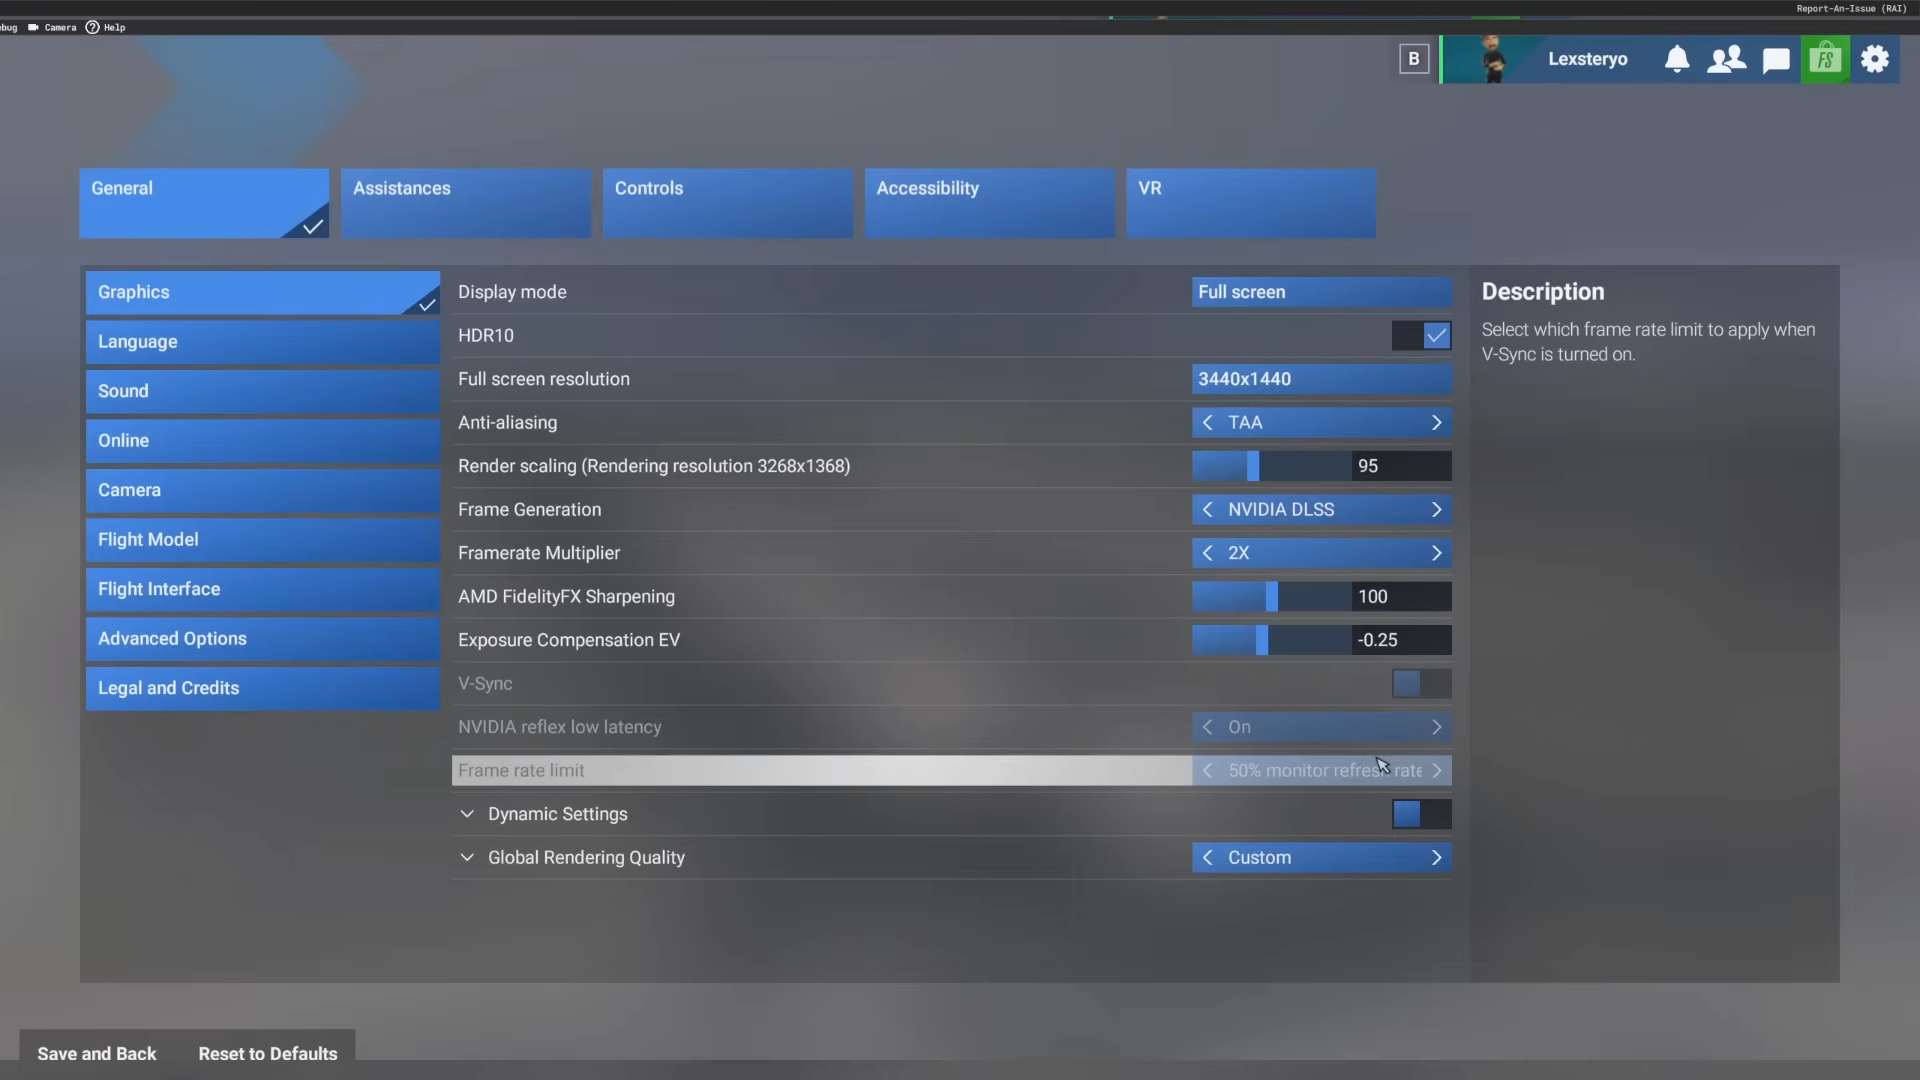 Report-An-Issue (RAI)
bug Camera ? Help
B Lexsteryo FS
General Assistances Controls Accessibility VR
Graphics
Language
Sound
Online
Camera
Flight Model
Flight Interface
Advanced Options
Legal and Credits
Display mode Full screen
HDR10
Full screen resolution 3440x1440
Anti-aliasing < TAA >
Render scaling (Rendering resolution 3268x1368) 95
Frame Generation < NVIDIA DLSS >
Framerate Multiplier < 2X >
AMD FidelityFX Sharpening 100
Exposure Compensation EV -0.25
V-Sync
NVIDIA reflex low latency < On >
Frame rate limit < 50% monitor refresh rate >
Dynamic Settings
Global Rendering Quality < Custom >
Description
Select which frame rate limit to apply when
V-Sync is turned on.
Save and Back Reset to Defaults